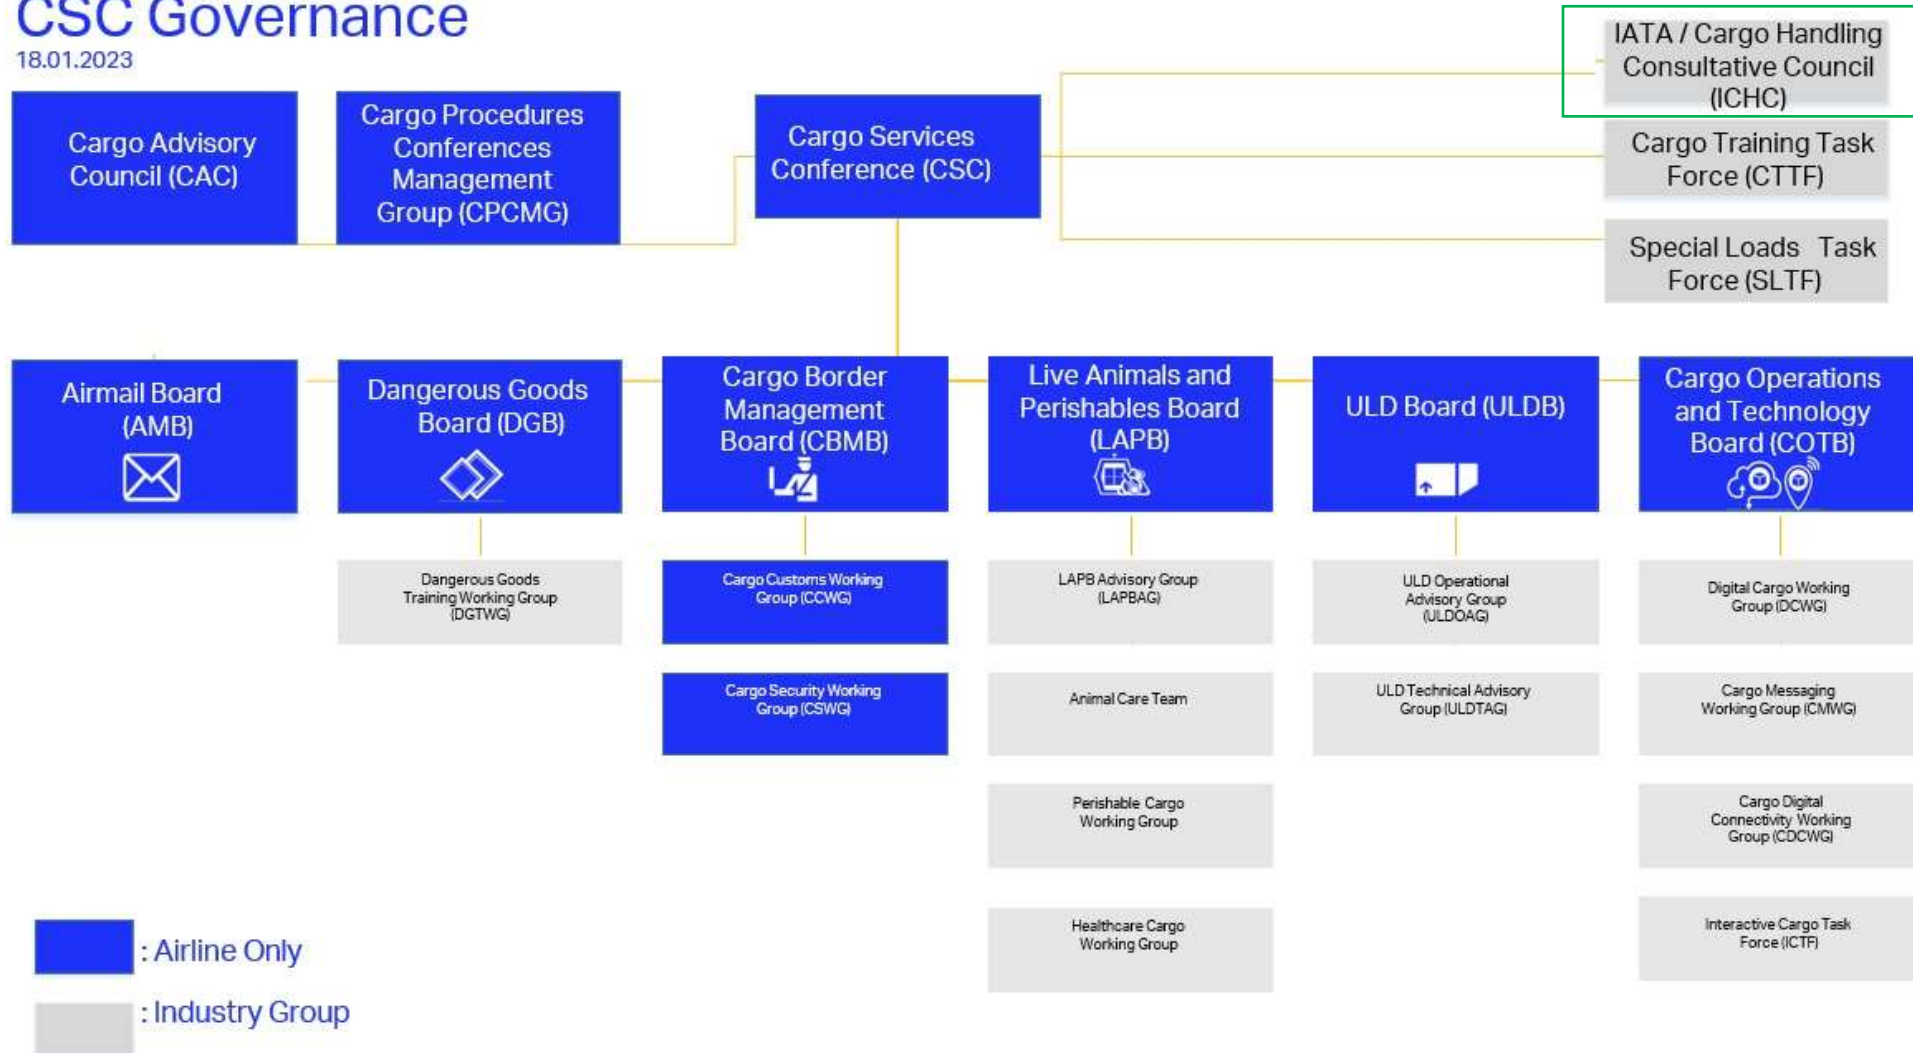 CSC Governance
18.01.2023
Cargo Advisory
Council (CAC)
Cargo Procedures
Conferences
Management
Group (CPCMG)
Cargo Services
Conference (CSC)
IATA / Cargo Handling
Consultative Council
(ICHC)
Cargo Training Task
Force (CTTF)
Special Loads Task
Force (SLTF)
Airmail Board
(AMB)
Dangerous Goods
Board (DGB)
Cargo Border
Management
Board (CBMB)
Live Animals and
Perishables Board
(LAPB)
ULD Board (ULDB)
Cargo Operations
and Technology
Board (COTB)
Dangerous Goods
Training Working Group
(DGTWG)
Cargo Customs Working
Group (CCWG)
LAPB Advisory Group
(LAPBAG)
ULD Operational
Advisory Group
(ULDOAG)
Digital Cargo Working
Group (DCWG)
Cargo Security Working
Group (CSWG)
Animal Care Team
ULD Technical Advisory
Group (ULDTAG)
Cargo Messaging
Working Group (CMWG)
Perishable Cargo
Working Group
Cargo Digital
Connectivity Working
Group (CDCWG)
Healthcare Cargo
Working Group
Interactive Cargo Task
Force (ICTF)
: Airline Only
: Industry Group